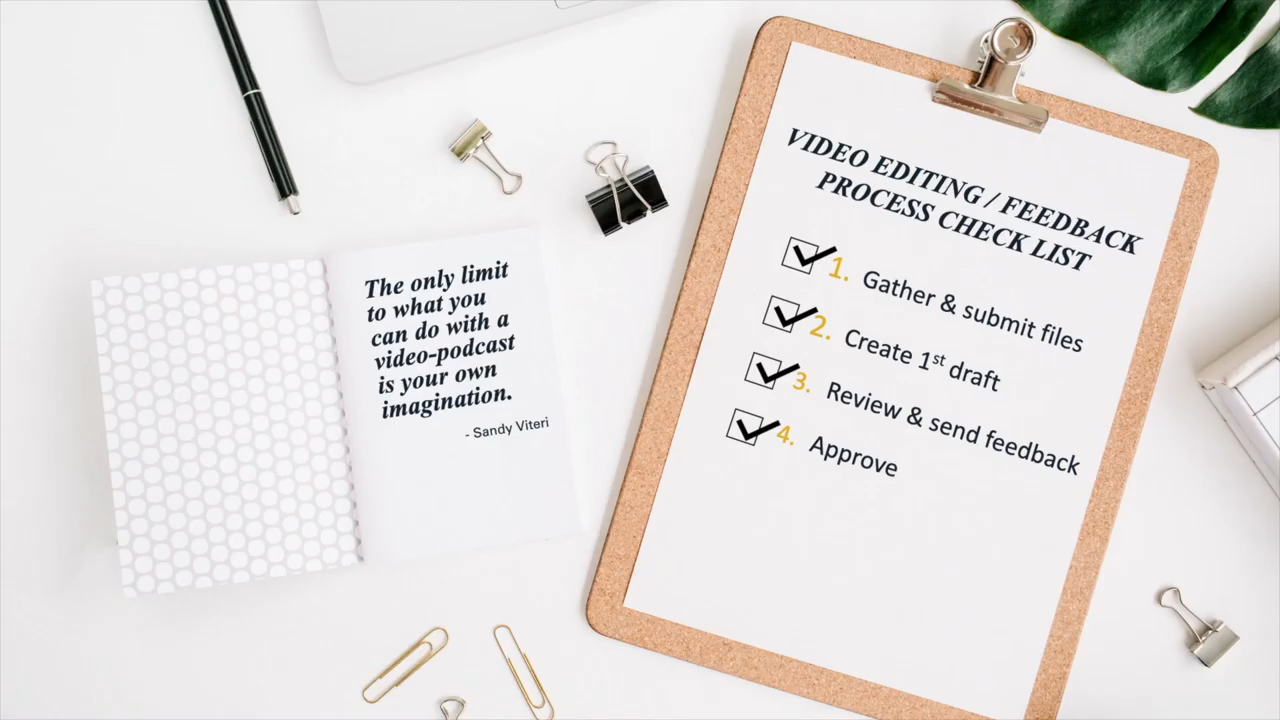 The only limit
to what you
can do with a
video-podcast
is your own
imagination.
- Sandy Viteri
VIDEO EDITING / FEEDBACK
PROCESS CHECK LIST
1. Gather & submit files
2. Create 1st draft
3. Review & send feedback
4. Approve